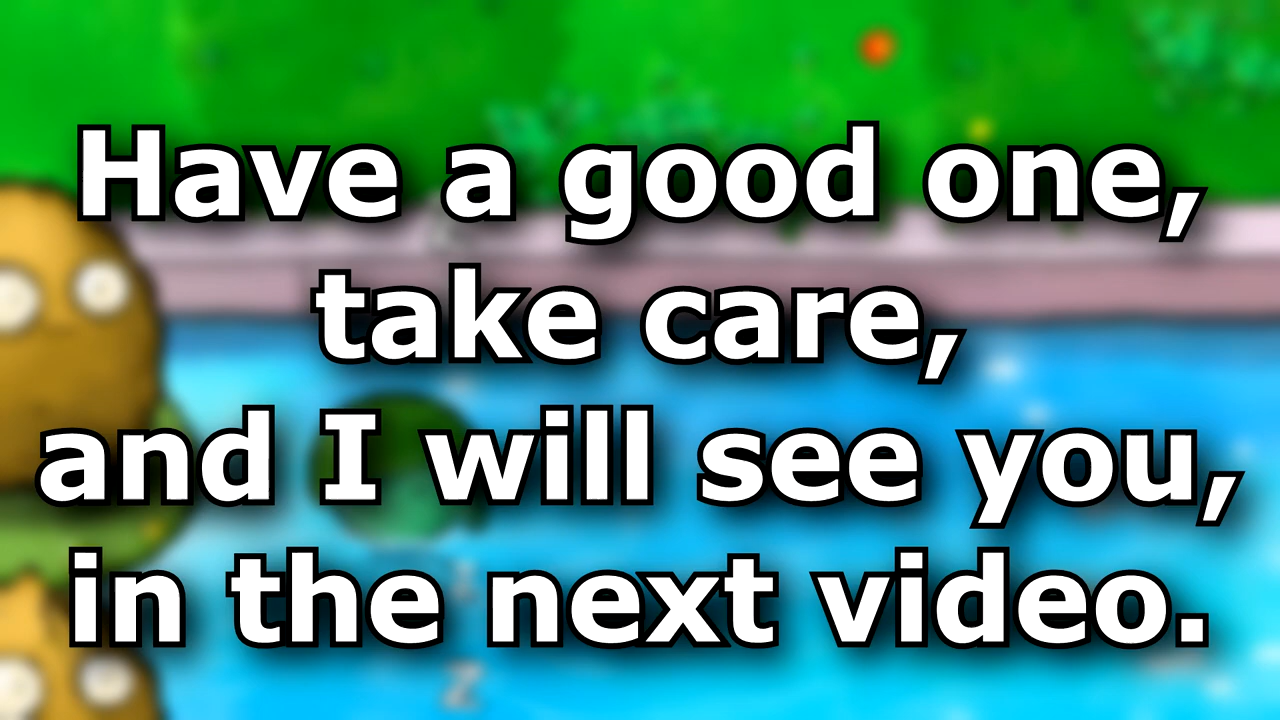 Have a good one,
take care,
and I will see you,
in the next video.
Z